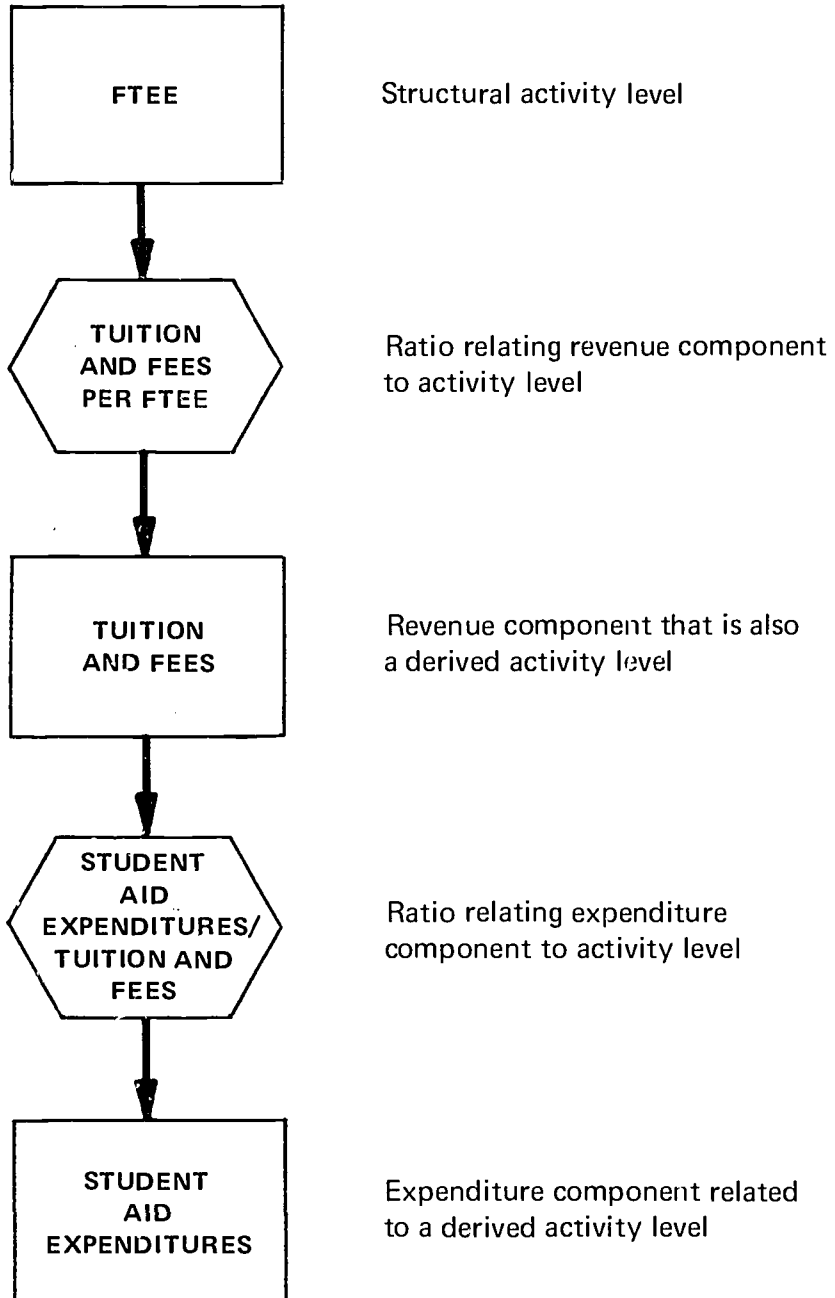 FTEE
Structural activity level
TUITION
AND FEES
PER FTEE
Ratio relating revenue component
to activity level
TUITION
AND FEES
Revenue component that is also
a derived activity level
STUDENT
AID
EXPENDITURES/
TUITION AND
FEES
Ratio relating expenditure
component to activity level
STUDENT
AID
EXPENDITURES
Expenditure component related
to a derived activity level